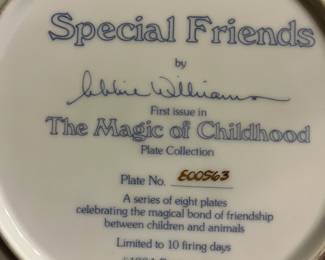 Special Friends
by
First issue in
The Magic of Childhood
Plate Collection
Plate No. E00563
A series of eight plates
celebrating the magical bond of friendship
between children and animals
Limited to 10 firing days